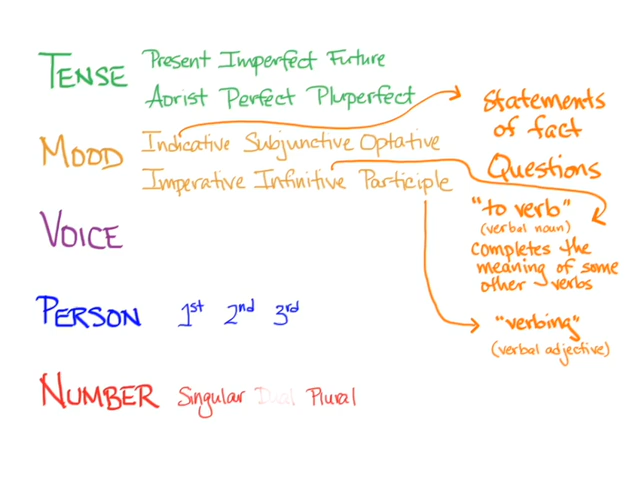 TENSE
Present Imperfect Future
Aorist Perfect Pluperfect
MOOD
Indicative Subjunctive Optative
Imperative Infinitive Participle
VOICE
PERSON 1st 2nd 3rd
NUMBER Singular Dual Plural
Statements
of fact
Questions
"to verb"
(verbal noun)
completes the
meaning of some
other verbs
"verbing"
(verbal adjective)